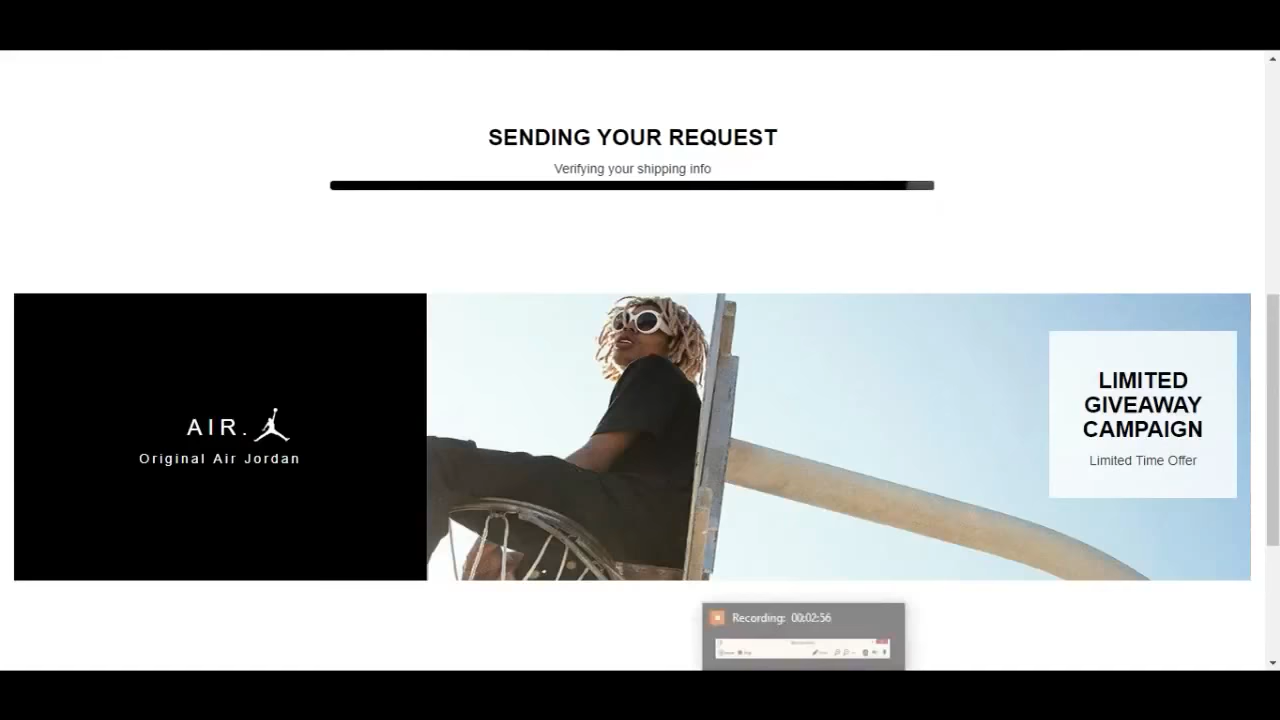 SENDING YOUR REQUEST
Verifying your shipping info
AIR.
Original Air Jordan
LIMITED
GIVEAWAY
CAMPAIGN
Limited Time Offer
Recording: 00:02:56